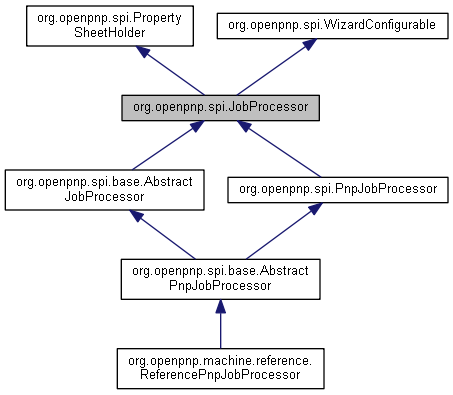 org.openpnp.spi.Property
SheetHolder
org.openpnp.spi.WizardConfigurable
org.openpnp.spi.JobProcessor
org.openpnp.spi.base.Abstract
JobProcessor
org.openpnp.spi.PnpJobProcessor
org.openpnp.spi.base.Abstract
PnpJobProcessor
org.openpnp.machine.reference.
ReferencePnpJobProcessor